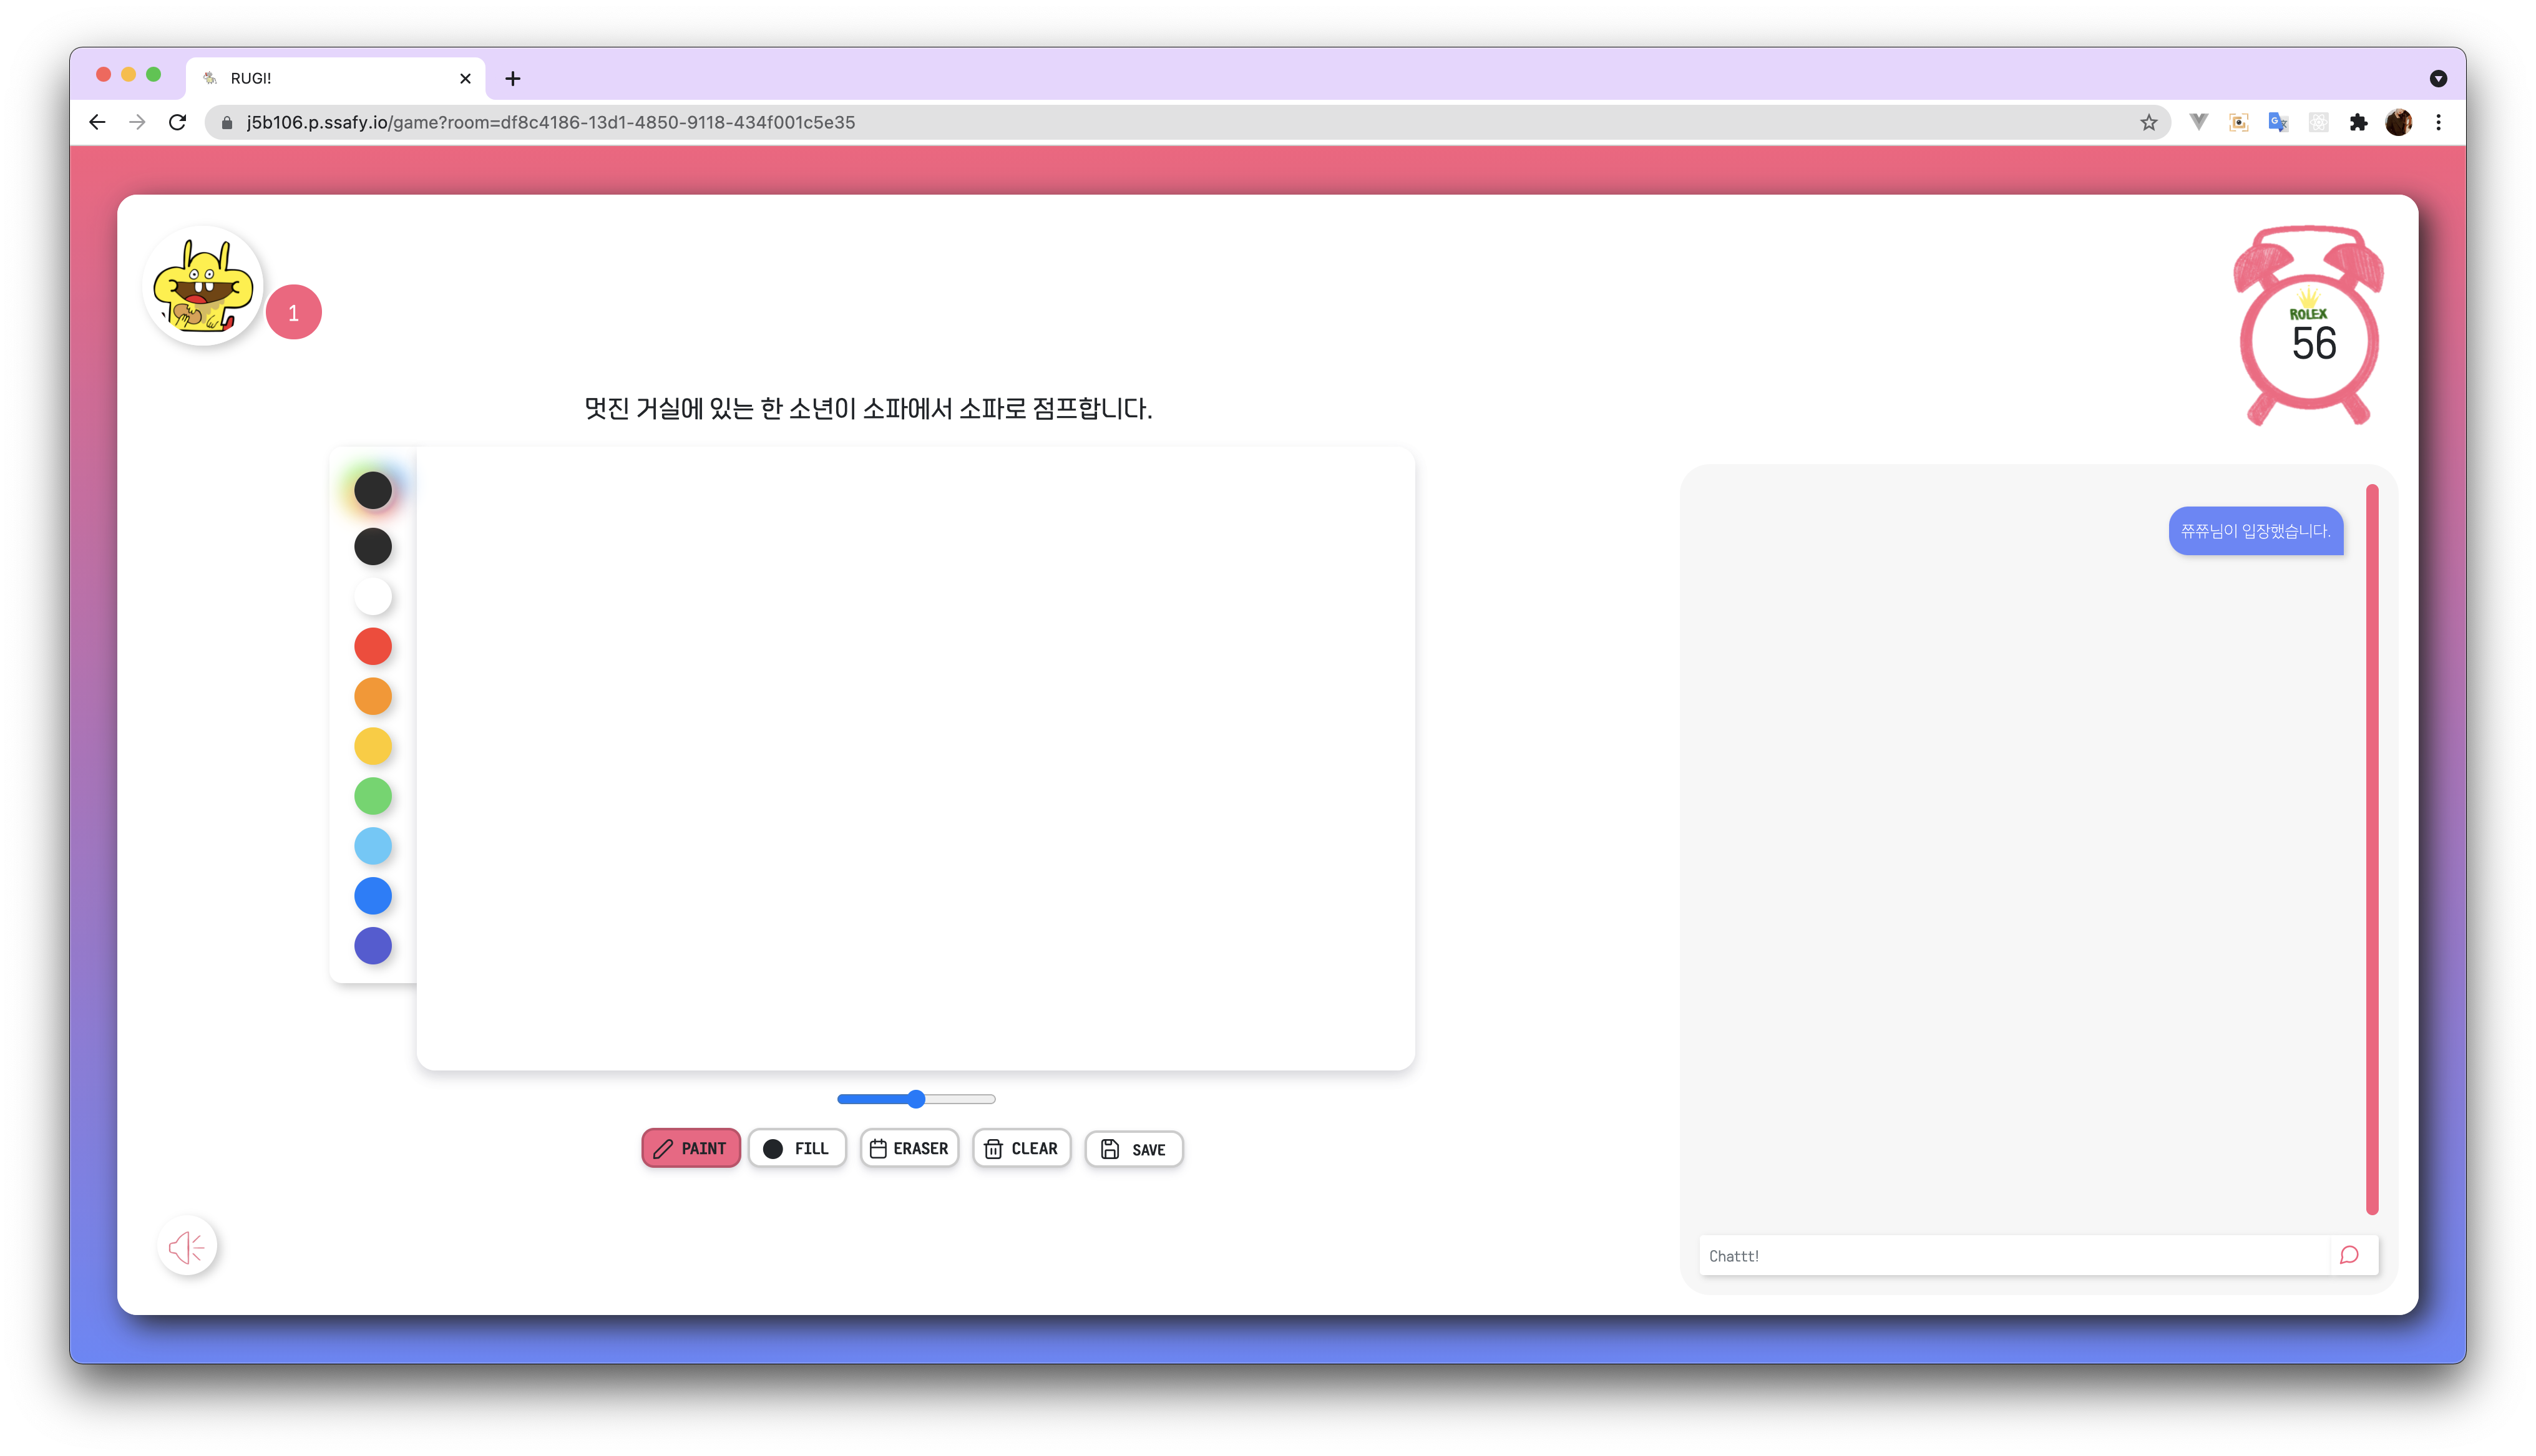 RUGI!
j5b106.p.ssafy.io/game?room=df8c4186-13d1-4850-9118-434f001c5e35
1
ROLEX
56
멋진 거실에 있는 한 소년이 소파에서 소파로 점프합니다.
쮸쮸님이 입장했습니다.
PAINT
FILL
ERASER
CLEAR
SAVE
Chattt!